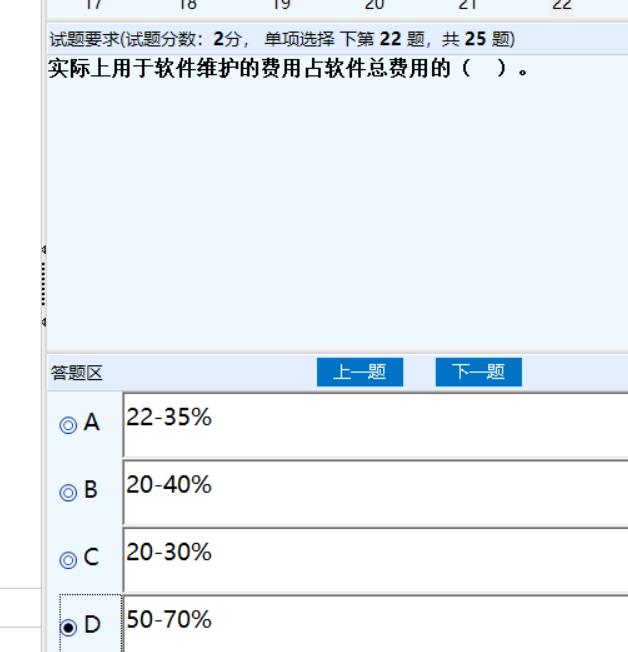 17 18 19 20 21 22
试题要求(试题分数：2分， 单项选择 下第 22 题，共 25 题)
实际上用于软件维护的费用占软件总费用的（ ）。
答题区 上一题 下一题
A 22-35%
B 20-40%
C 20-30%
D 50-70%